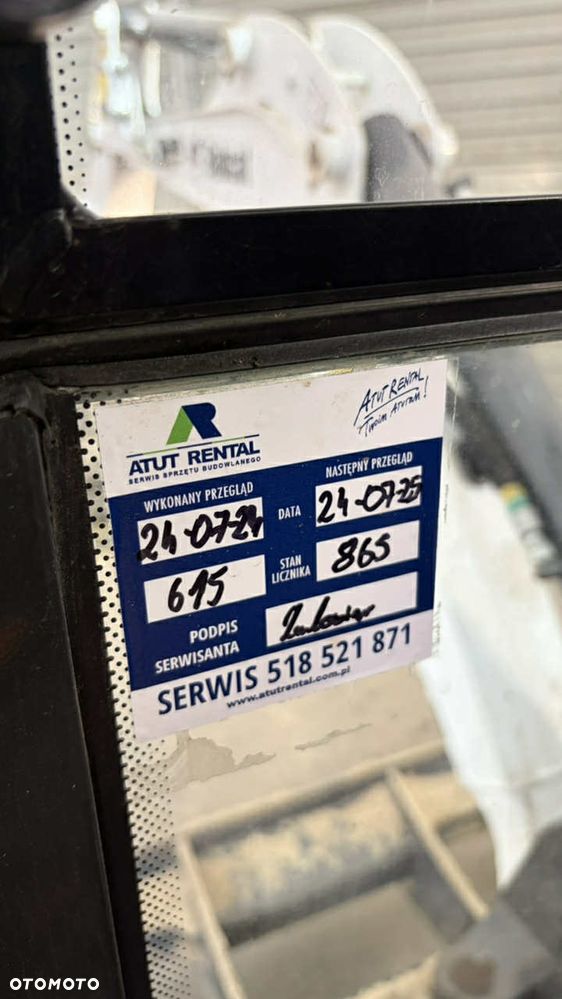 ATUT RENTAL
SERWIS SPRZĘTU BUDOWLANEGO
ATUT RENTAL
TWOIM ATUTEM!
WYKONANY PRZEGLĄD
DATA
NASTĘPNY PRZEGLĄD
24-07-24
24-07-25
615
STAN
LICZNIKA
865
PODPIS
SERWISANTA
SERWIS 518 521 871
www.atutrental.com.pl
OTOMOTO